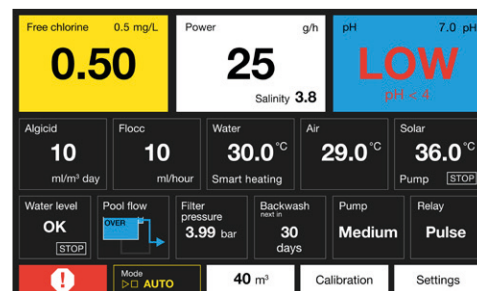 Free chlorine 0.5 mg/L
0.50
Power g/h
25
Salinity 3.8
pH 7.0 pH
LOW
pH < 4
Algicid
10
ml/m³ day
Flocc
10
ml/hour
Water
30.0 °C
Smart heating
Air
29.0 °C
Solar
36.0 °C
Pump STOP
Water level
OK
STOP
Pool flow
OVER
Filter
pressure
3.99 bar
Backwash
next in
30
days
Pump
Medium
Relay
Pulse
!
Mode
AUTO
40 m³
Calibration
Settings